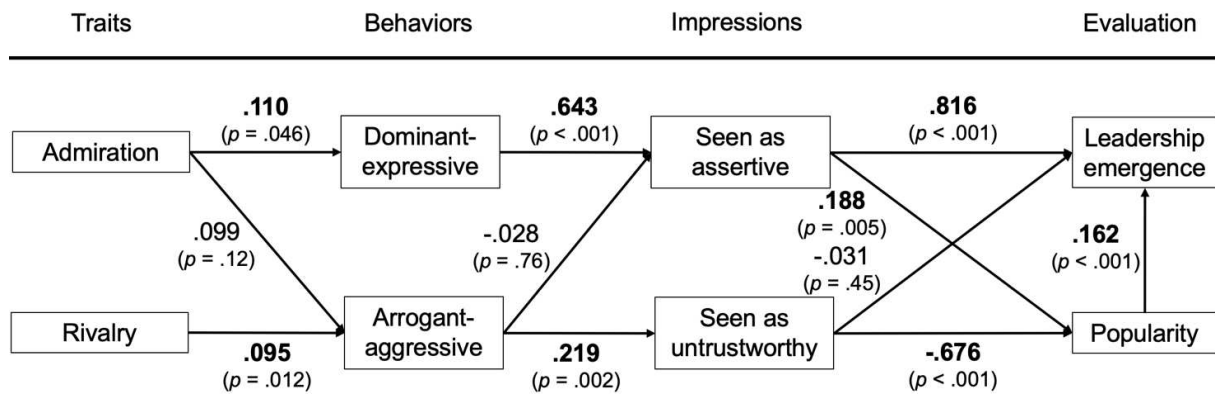 Traits
Behaviors
Impressions
Evaluation
.110
(p = .046)
.643
(p < .001)
.816
(p < .001)
Admiration
Dominant-
expressive
Seen as
assertive
Leadership
emergence
.099
(p = .12)
-.028
(p = .76)
.188
(p = .005)
-.031
(p = .45)
.162
(p < .001)
Rivalry
Arrogant-
aggressive
Seen as
untrustworthy
Popularity
.095
(p = .012)
.219
(p = .002)
-.676
(p < .001)